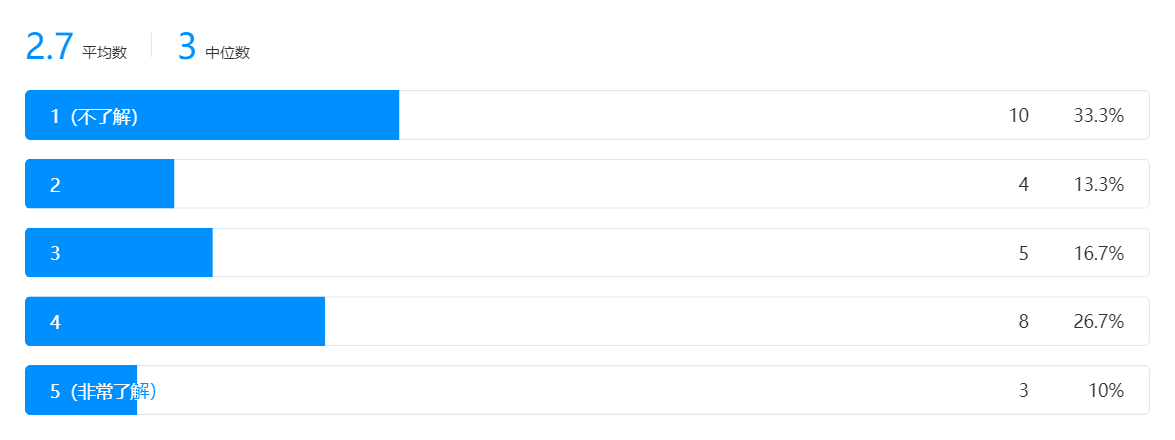 2.7 平均数 3 中位数
1（不了解） 10 33.3%
2 4 13.3%
3 5 16.7%
4 8 26.7%
5（非常了解） 3 10%